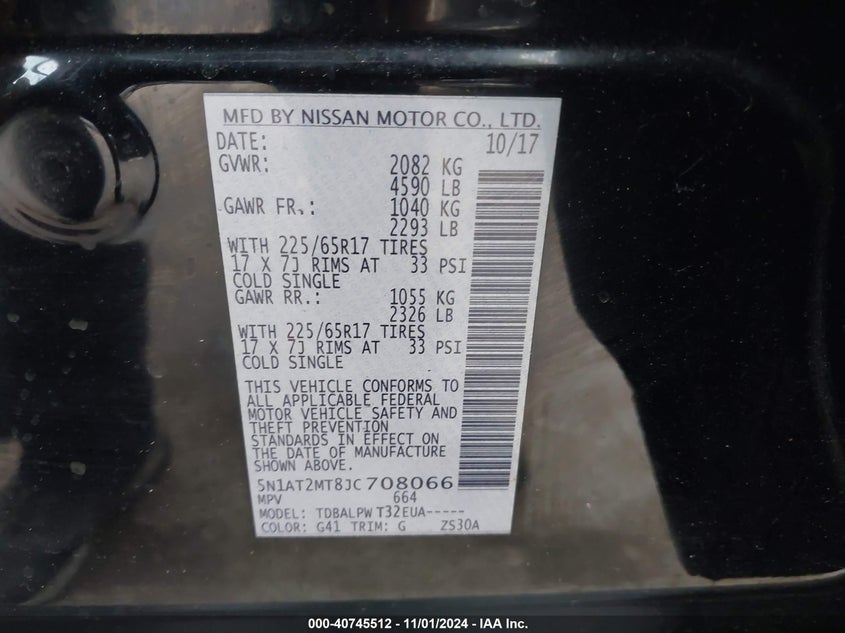 MFD BY NISSAN MOTOR CO., LTD.
DATE: 10/17
GVWR: 2082 KG
4590 LB
GAWR FR.: 1040 KG
2293 LB
WITH 225/65R17 TIRES
17 X 7J RIMS AT 33 PSI
COLD SINGLE
GAWR RR.: 1055 KG
2326 LB
WITH 225/65R17 TIRES
17 X 7J RIMS AT 33 PSI
COLD SINGLE
THIS VEHICLE CONFORMS TO
ALL APPLICABLE FEDERAL
MOTOR VEHICLE SAFETY AND
THEFT PREVENTION
STANDARDS IN EFFECT ON
THE DATE OF MANUFACTURE
SHOWN ABOVE.
5N1AT2MT8JC708066
MPV 664
MODEL: TDBALPW T32EUA-----
COLOR: G41 TRIM: G ZS30A
000-40745512 - 11/01/2024 - IAA Inc.